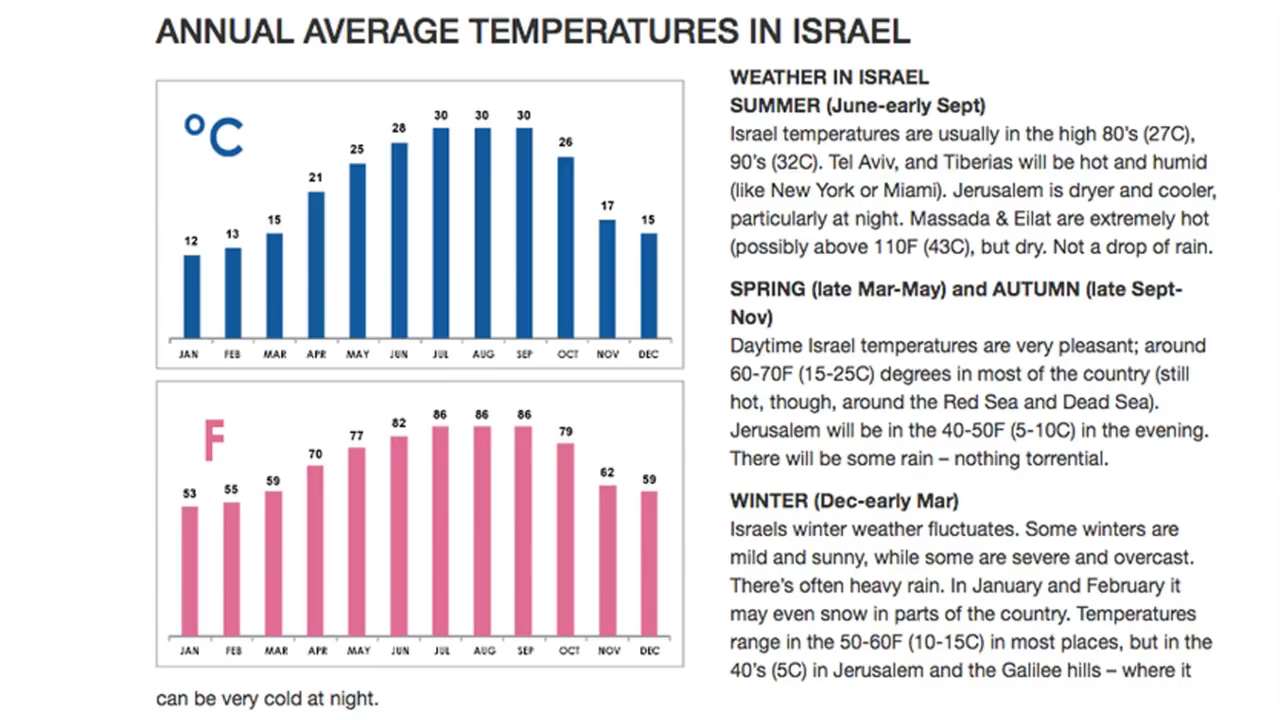 ANNUAL AVERAGE TEMPERATURES IN ISRAEL
°C
12 13 15 21 25 28 30 30 30 26 17 15
JAN FEB MAR APR MAY JUN JUL AUG SEP OCT NOV DEC
F
53 55 59 70 77 82 86 86 86 79 62 59
JAN FEB MAR APR MAY JUN JUL AUG SEP OCT NOV DEC
WEATHER IN ISRAEL
SUMMER (June-early Sept)
Israel temperatures are usually in the high 80's (27C),
90's (32C). Tel Aviv, and Tiberias will be hot and humid
(like New York or Miami). Jerusalem is dryer and cooler,
particularly at night. Massada & Eilat are extremely hot
(possibly above 110F (43C), but dry. Not a drop of rain.
SPRING (late Mar-May) and AUTUMN (late Sept-
Nov)
Daytime Israel temperatures are very pleasant; around
60-70F (15-25C) degrees in most of the country (still
hot, though, around the Red Sea and Dead Sea).
Jerusalem will be in the 40-50F (5-10C) in the evening.
There will be some rain – nothing torrential.
WINTER (Dec-early Mar)
Israels winter weather fluctuates. Some winters are
mild and sunny, while some are severe and overcast.
There's often heavy rain. In January and February it
may even snow in parts of the country. Temperatures
range in the 50-60F (10-15C) in most places, but in the
40's (5C) in Jerusalem and the Galilee hills – where it
can be very cold at night.